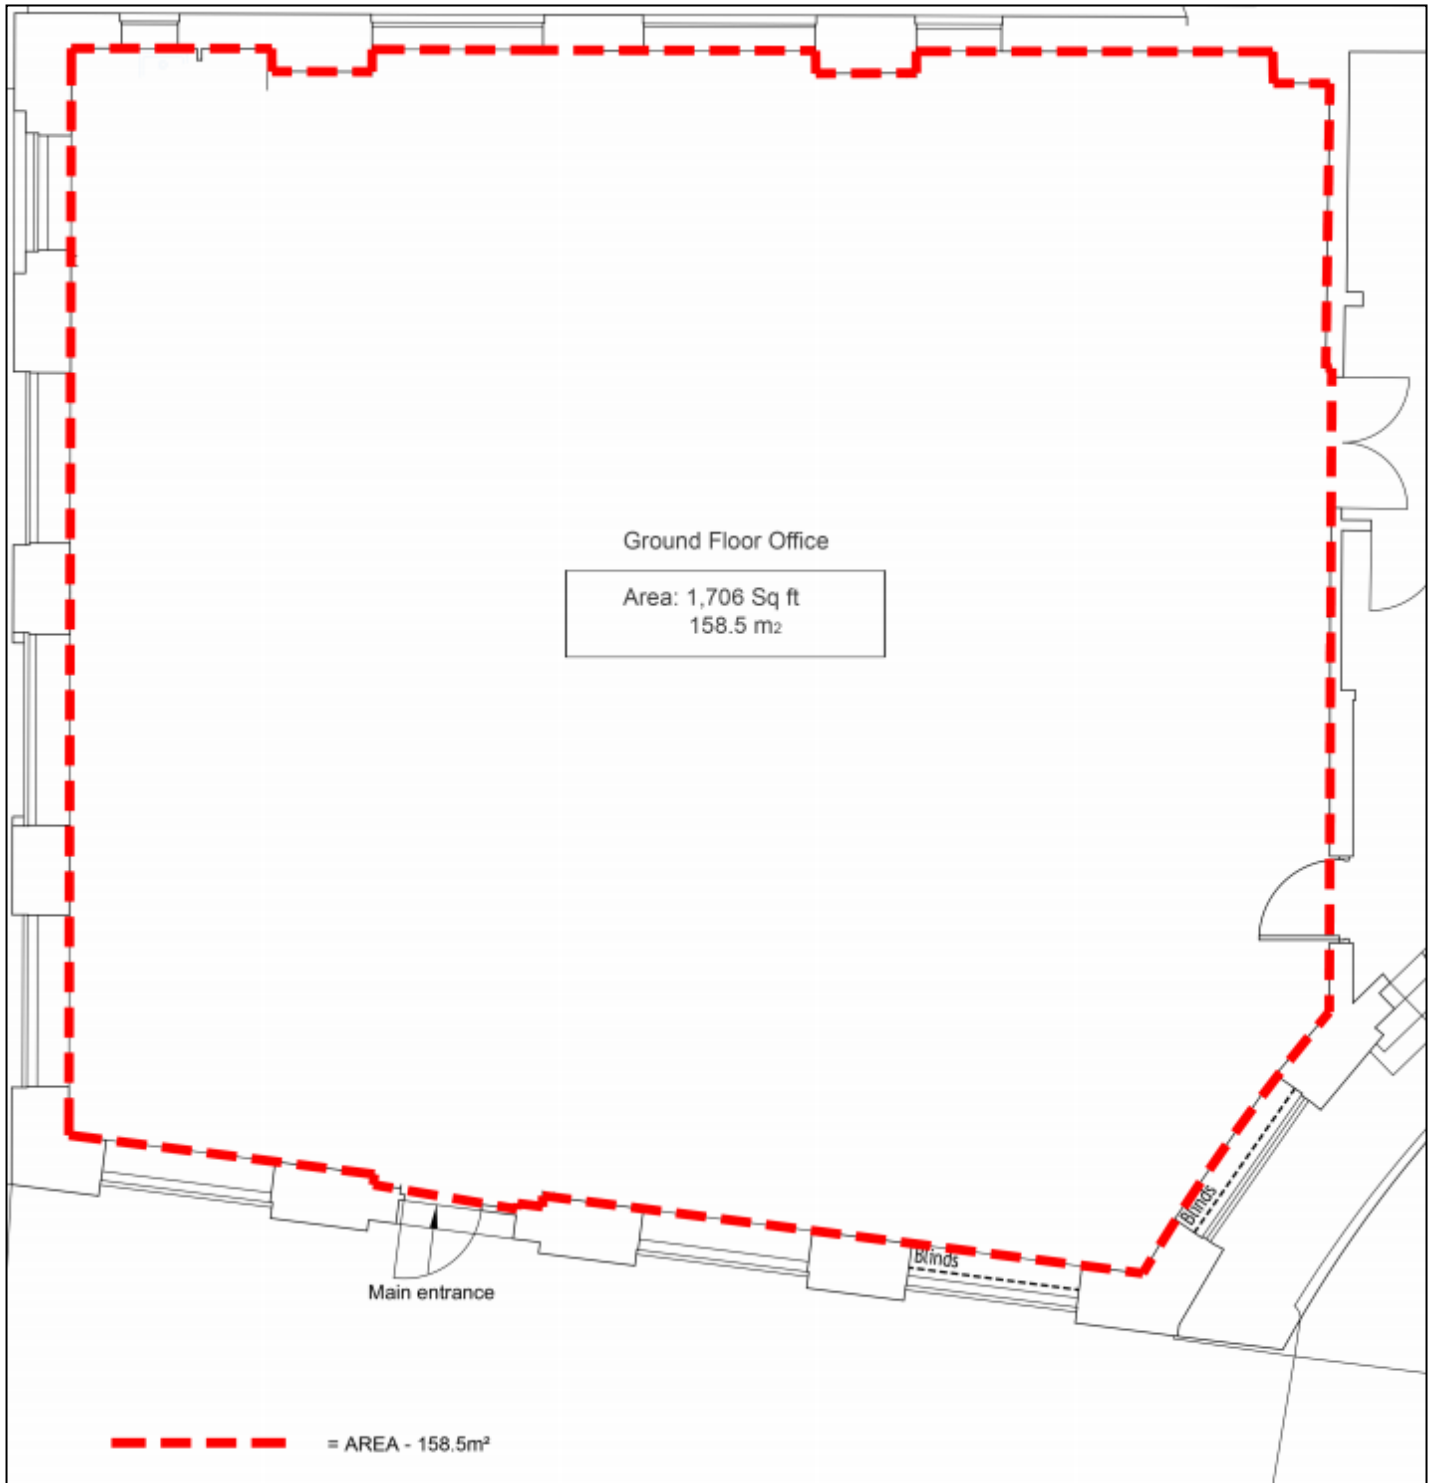 Ground Floor Office
Area: 1,706 Sq ft
158.5 m2
Blinds
Blinds
Main entrance
= AREA - 158.5m²